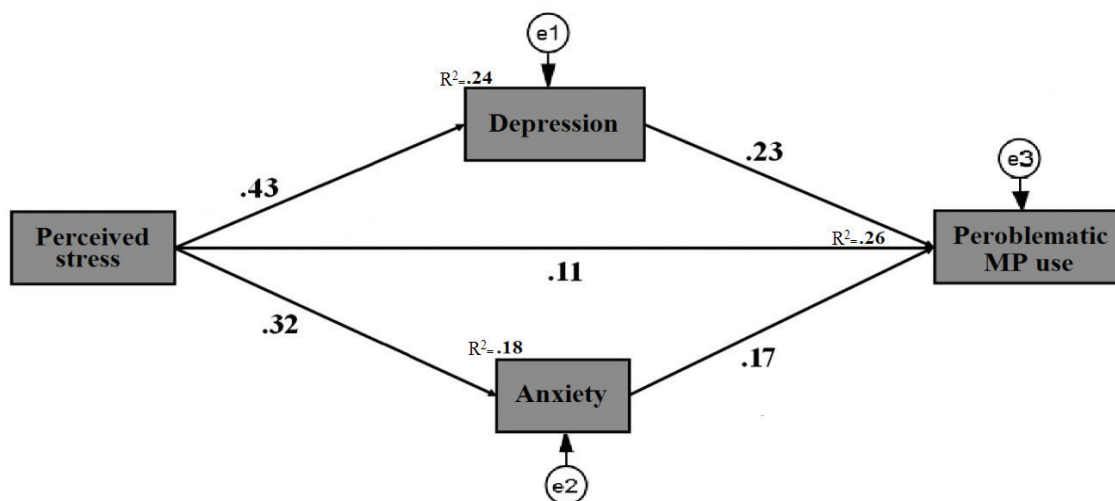 e1
R²=.24
Depression
.43
.23
e3
Perceived
stress
R²=.26
Peroblematic
MP use
.11
.32
R²=.18
.17
Anxiety
e2